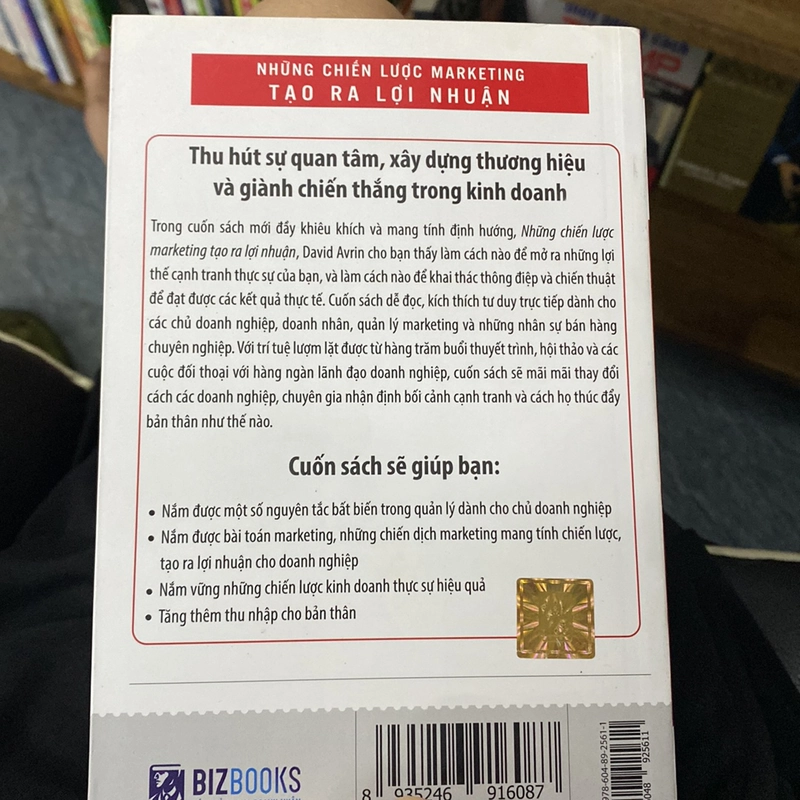 NHỮNG CHIẾN LƯỢC MARKETING
TẠO RA LỢI NHUẬN
Thu hút sự quan tâm, xây dựng thương hiệu
và giành chiến thắng trong kinh doanh
Trong cuốn sách mới đầy khiêu khích và mang tính định hướng, Những chiến lược
marketing tạo ra lợi nhuận, David Avrin cho bạn thấy làm cách nào để mở ra những lợi
thế cạnh tranh thực sự của bạn, và làm cách nào để khai thác thông điệp và chiến thuật
để đạt được các kết quả thực tế. Cuốn sách dễ đọc, kích thích tư duy trực tiếp dành cho
các chủ doanh nghiệp, doanh nhân, quản lý marketing và những nhân sự bán hàng
chuyên nghiệp. Với trí tuệ lượm lặt được từ hàng trăm buổi thuyết trình, hội thảo và các
cuộc đối thoại với hàng ngàn lãnh đạo doanh nghiệp, cuốn sách sẽ mãi mãi thay đổi
cách các doanh nghiệp, chuyên gia nhận định bối cảnh cạnh tranh và cách họ thúc đẩy
bản thân như thế nào.
Cuốn sách sẽ giúp bạn:
• Nắm được một số nguyên tắc bất biến trong quản lý dành cho chủ doanh nghiệp
• Nắm được bài toán marketing, những chiến dịch marketing mang tính chiến lược,
tạo ra lợi nhuận cho doanh nghiệp
• Nắm vững những chiến lược kinh doanh thực sự hiệu quả
• Tăng thêm thu nhập cho bản thân
BIZBOOKS
8 935246 916087
978-604-89-2561-1
048 925611